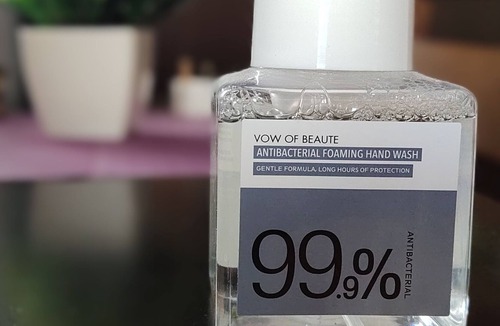 VOW OF BEAUTE
ANTIBACTERIAL FOAMING HAND WASH
GENTLE FORMULA. LONG HOURS OF PROTECTION
99.9%
ANTIBACTERIAL